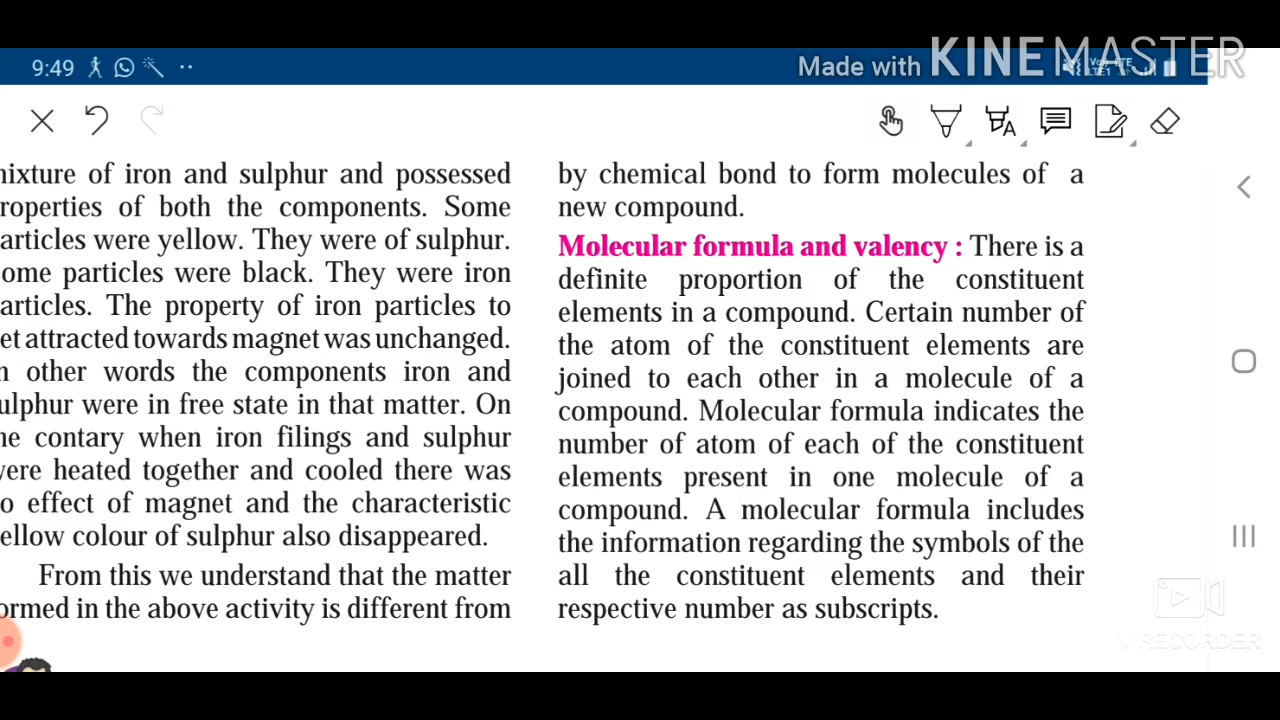 Made with KINEMASTER
9:49
mixture of iron and sulphur and possessed
roperties of both the components. Some
articles were yellow. They were of sulphur.
ome particles were black. They were iron
articles. The property of iron particles to
et attracted towards magnet was unchanged.
n other words the components iron and
ulphur were in free state in that matter. On
he contary when iron filings and sulphur
were heated together and cooled there was
o effect of magnet and the characteristic
ellow colour of sulphur also disappeared.
From this we understand that the matter
ormed in the above activity is different from
by chemical bond to form molecules of a
new compound.
Molecular formula and valency : There is a
definite proportion of the constituent
elements in a compound. Certain number of
the atom of the constituent elements are
joined to each other in a molecule of a
compound. Molecular formula indicates the
number of atom of each of the constituent
elements present in one molecule of a
compound. A molecular formula includes
the information regarding the symbols of the
all the constituent elements and their
respective number as subscripts.
V RECORDER